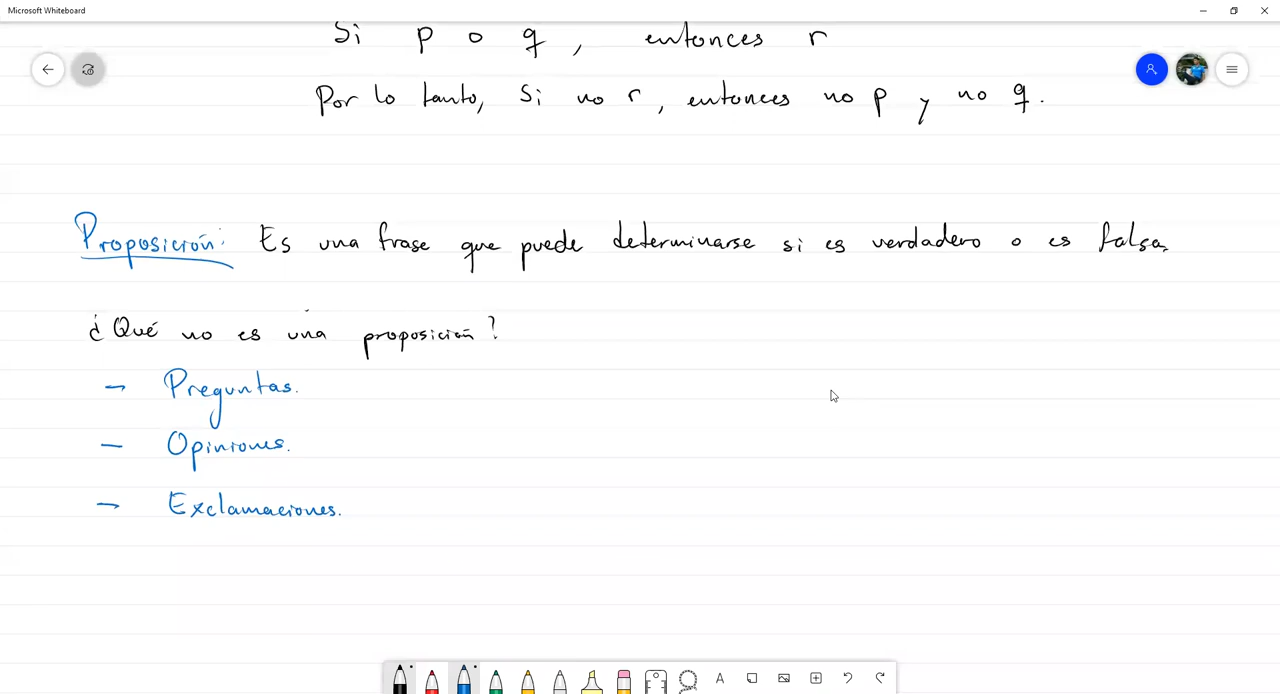 Microsoft Whiteboard
Si p o q, entonces r
Por lo tanto, Si no r, entonces no p y no q.
Proposición: Es una frase que puede determinarse si es verdadero o es falsa.
¿Qué no es una proposición?
- Preguntas.
- Opiniones.
- Exclamaciones.